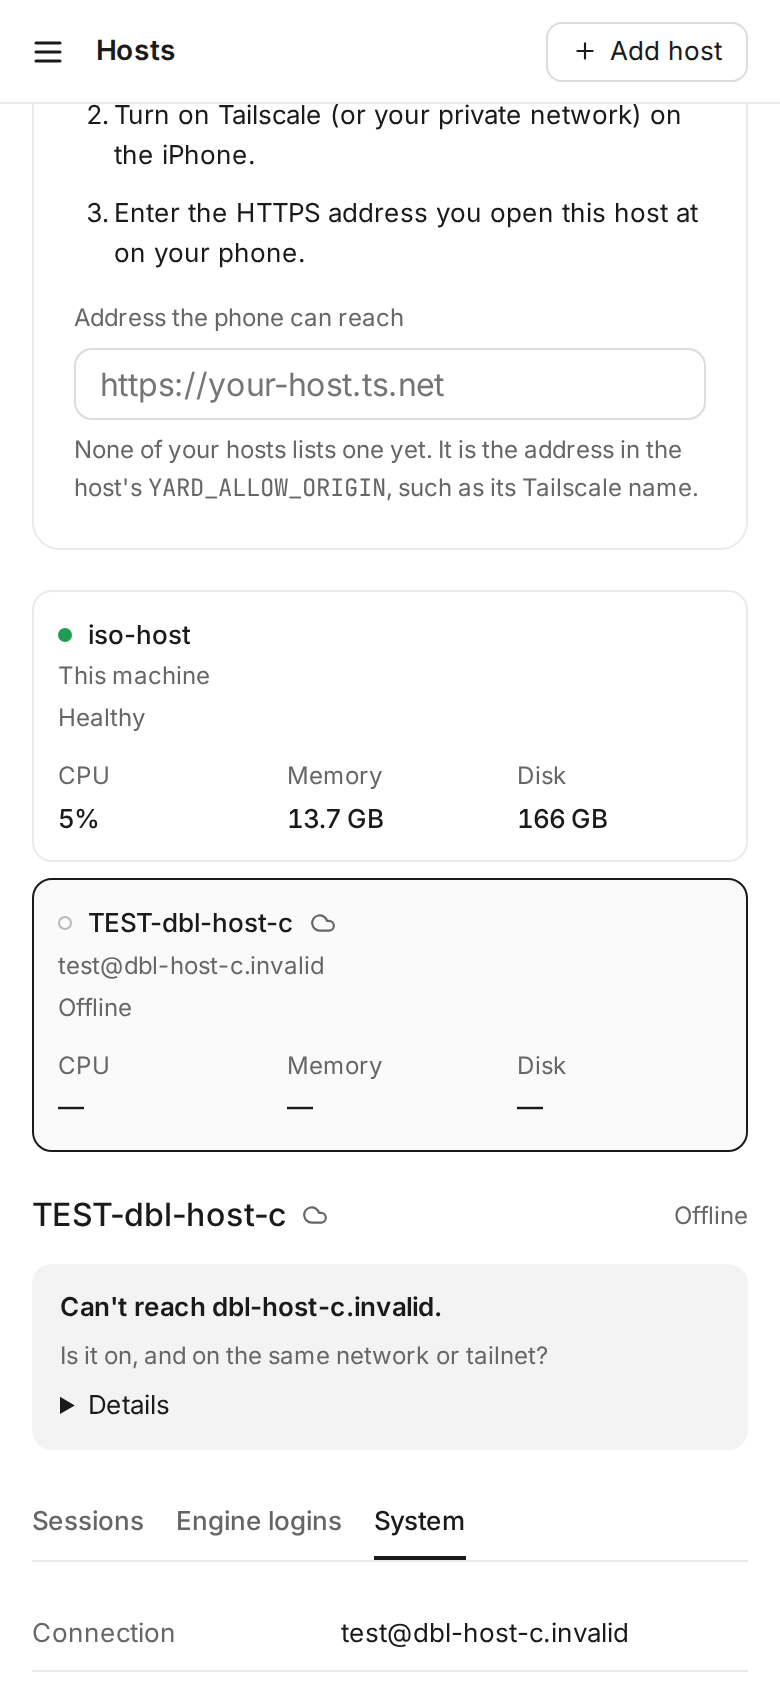 Hosts
+ Add host
2. Turn on Tailscale (or your private network) on
the iPhone.
3. Enter the HTTPS address you open this host at
on your phone.
Address the phone can reach
https://your-host.ts.net
None of your hosts lists one yet. It is the address in the
host's YARD_ALLOW_ORIGIN, such as its Tailscale name.
iso-host
This machine
Healthy
CPU Memory Disk
5% 13.7 GB 166 GB
TEST-dbl-host-c
test@dbl-host-c.invalid
Offline
CPU Memory Disk
— — —
TEST-dbl-host-c Offline
Can't reach dbl-host-c.invalid.
Is it on, and on the same network or tailnet?
Details
Sessions Engine logins System
Connection test@dbl-host-c.invalid